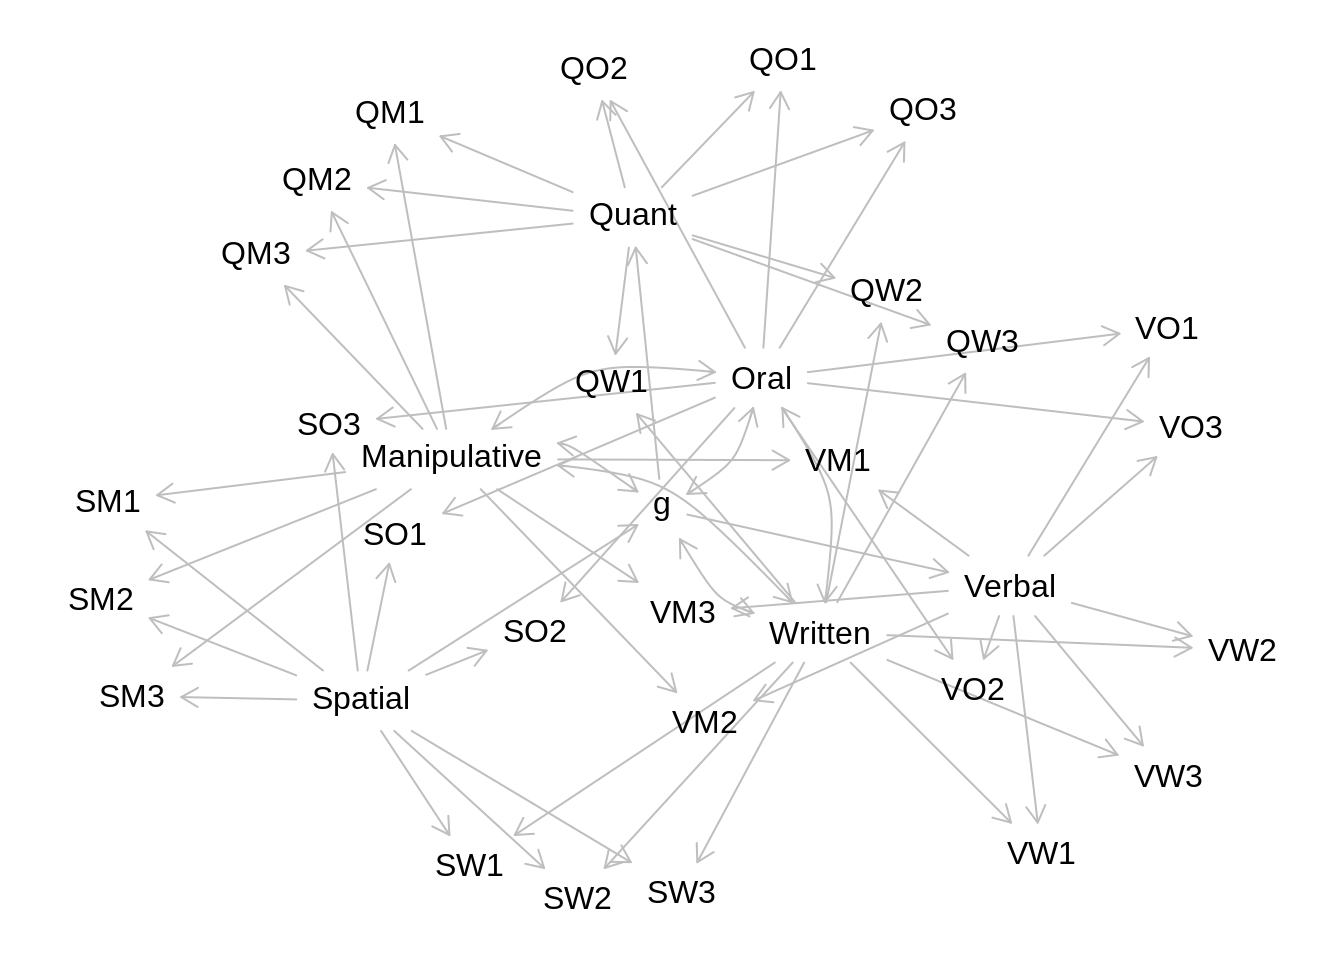 QO1
QO2
QO3
QM1
QM2
Quant
QM3
QW2
VO1
QW3
Oral
QW1
SO3
VO3
Manipulative
VM1
SM1
g
SO1
Verbal
SM2
VM3
SO2
Written
VW2
VO2
SM3
Spatial
VM2
VW3
VW1
SW1
SW3
SW2